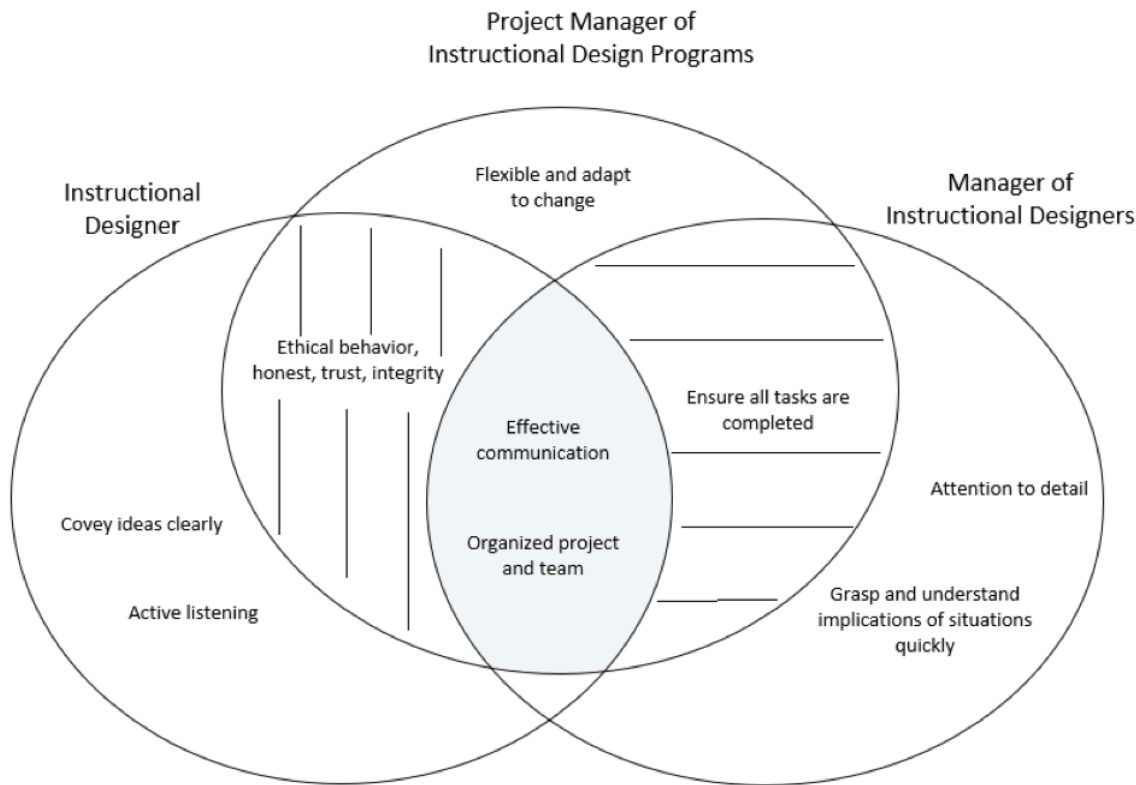 Project Manager of
Instructional Design Programs
Instructional
Designer
Manager of
Instructional Designers
Flexible and adapt
to change
Ethical behavior,
honest, trust, integrity
Ensure all tasks are
completed
Effective
communication
Attention to detail
Covey ideas clearly
Organized project
and team
Active listening
Grasp and understand
implications of situations
quickly